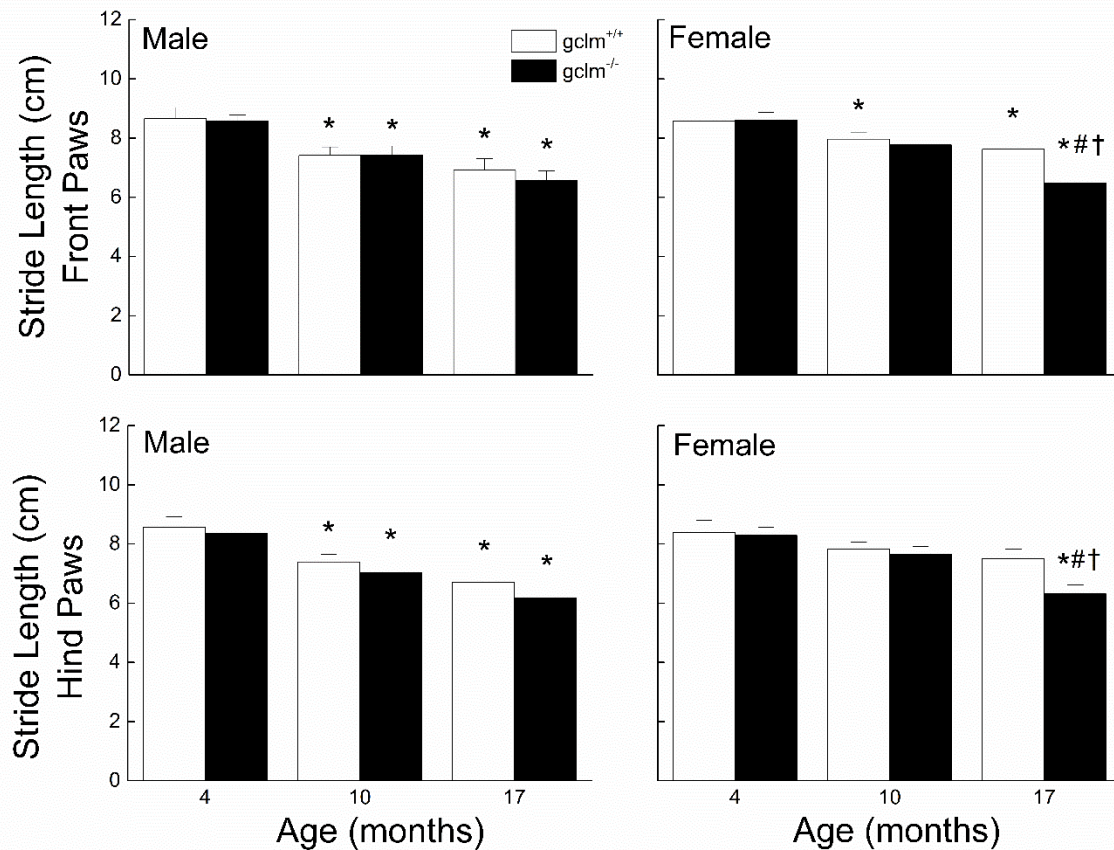 Male
gclm+/+
gclm-/-
Female
Stride Length (cm)
Front Paws
12
10
8
6
4
2
0
* * * *
* *
*#†
Male
Female
Stride Length (cm)
Hind Paws
12
10
8
6
4
2
0
* * * *
*#†
4 10 17
4 10 17
Age (months)
Age (months)